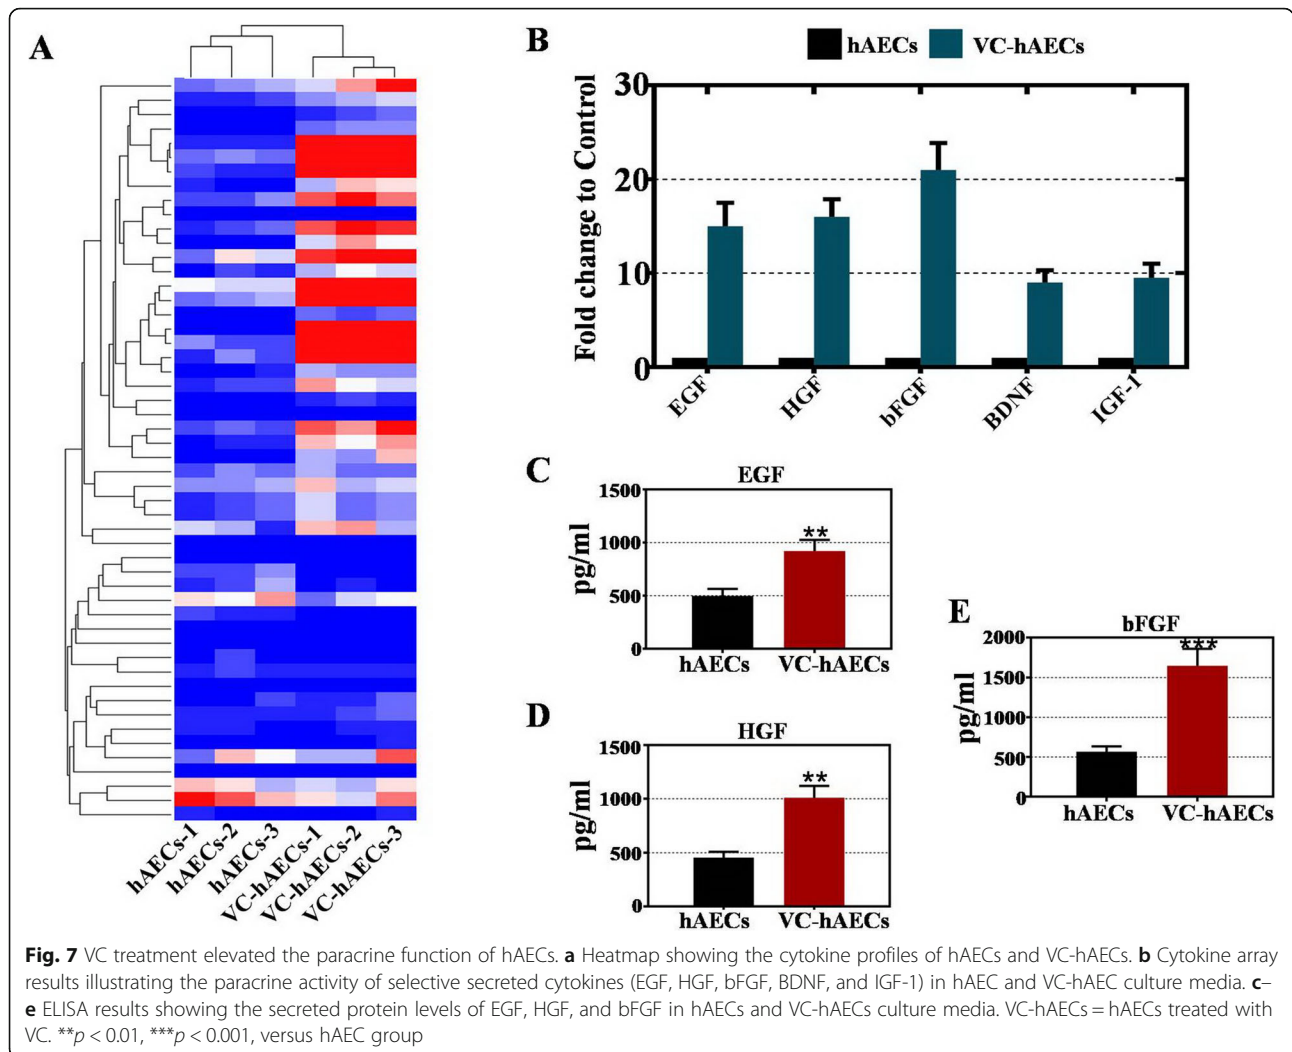 A
hAECs-1
hAECs-2
hAECs-3
VC-hAECs-1
VC-hAECs-2
VC-hAECs-3
B
hAECs
VC-hAECs
Fold change to Control
30
20
10
0
EGF
HGF
bFGF
BDNF
IGF-1
C
EGF
pg/ml
1500
1000
500
0
**
hAECs
VC-hAECs
D
HGF
pg/ml
1500
1000
500
0
**
hAECs
VC-hAECs
E
bFGF
pg/ml
2000
1500
1000
500
0
***
hAECs
VC-hAECs
Fig. 7 VC treatment elevated the paracrine function of hAECs. a Heatmap showing the cytokine profiles of hAECs and VC-hAECs. b Cytokine array
results illustrating the paracrine activity of selective secreted cytokines (EGF, HGF, bFGF, BDNF, and IGF-1) in hAEC and VC-hAEC culture media. c–
e ELISA results showing the secreted protein levels of EGF, HGF, and bFGF in hAECs and VC-hAECs culture media. VC-hAECs = hAECs treated with
VC. **p < 0.01, ***p < 0.001, versus hAEC group